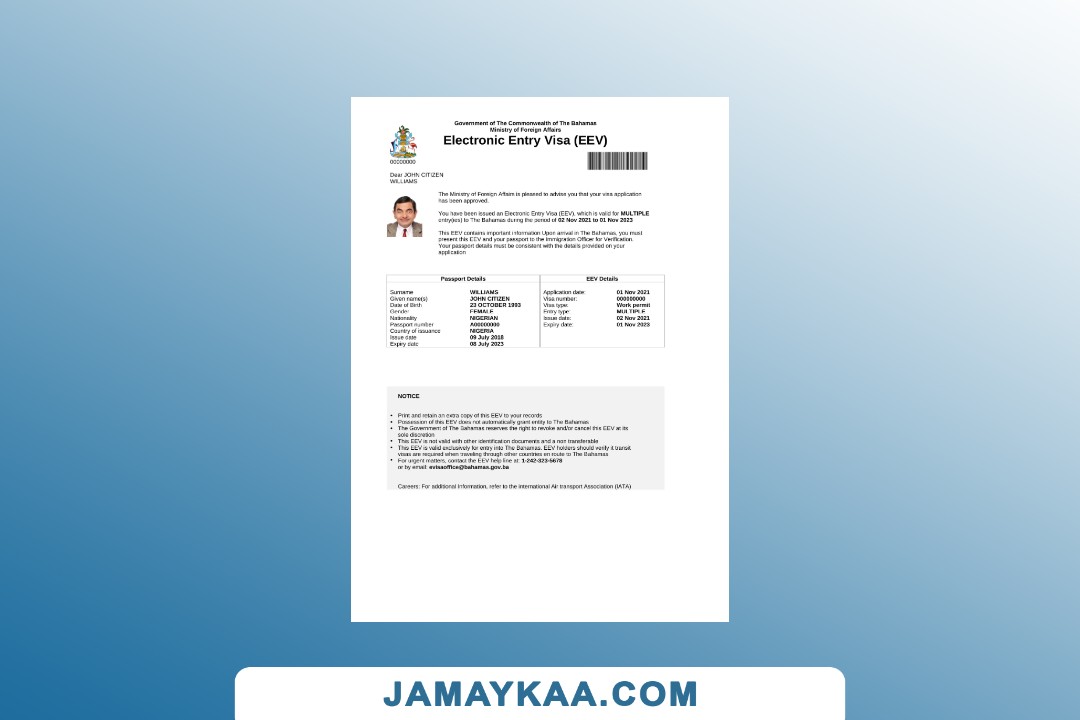 Government of The Commonwealth of The Bahamas
Ministry of Foreign Affairs
Electronic Entry Visa (EEV)
00000000
Dear JOHN CITIZEN
WILLIAMS
The Ministry of Foreign Affairs is pleased to advise you that your visa application
has been approved.
You have been issued an Electronic Entry Visa (EEV), which is valid for MULTIPLE
entry(ies) to The Bahamas during the period of 02 Nov 2021 to 01 Nov 2023
This EEV contains important information Upon arrival in The Bahamas, you must
present this EEV and your passport to the Immigration Officer for Verification.
Your passport details must be consistent with the details provided on your
application
Passport Details
Surname WILLIAMS
Given name(s) JOHN CITIZEN
Date of Birth 23 OCTOBER 1993
Gender FEMALE
Nationality NIGERIAN
Passport number A00000000
Country of issuance NIGERIA
Issue date 09 July 2018
Expiry date 08 July 2023
EEV Details
Application date: 01 Nov 2021
Visa number: 000000000
Visa type: Work permit
Entry type: MULTIPLE
Issue date: 02 Nov 2021
Expiry date: 01 Nov 2023
NOTICE
• Print and retain an extra copy of this EEV to your records
• Possession of this EEV does not automatically grant entity to The Bahamas
• The Government of The Bahamas reserves the right to revoke and/or cancel this EEV at its
sole discretion
• This EEV is not valid with other identification documents and a non transferable
• This EEV is valid exclusively for entry into The Bahamas. EEV holders should verify it transit
visas are required when traveling through other countries en route to The Bahamas
• For urgent matters, contact the EEV help line at: 1-242-323-5678
or by email: evisaoffice@bahamas.gov.ba
Careers: For additional Information, refer to the International Air transport Association (IATA)
JAMAYKAA.COM